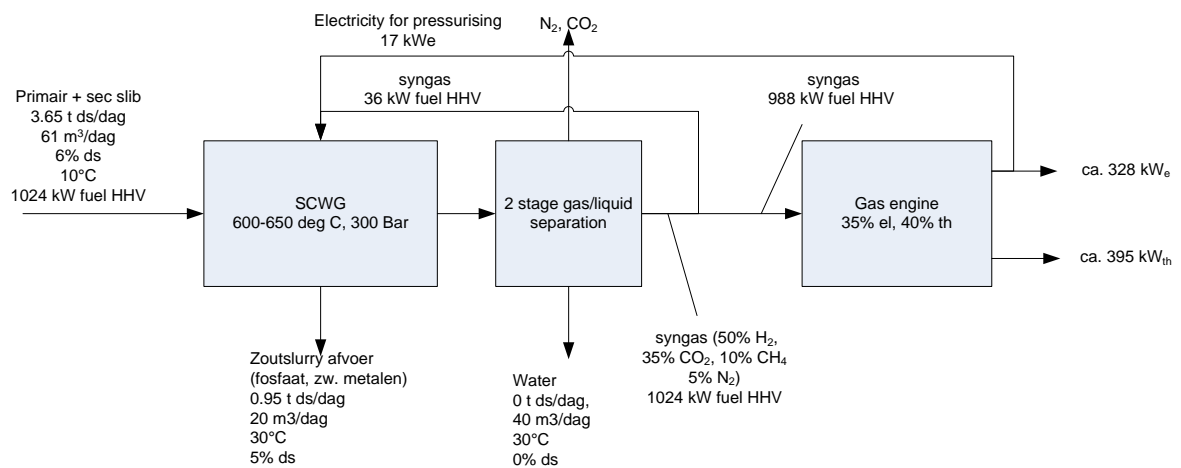 Electricity for pressurising
17 kWe
N₂, CO₂
syngas
36 kW fuel HHV
syngas
988 kW fuel HHV
Primair + sec slib
3.65 t ds/dag
61 m³/dag
6% ds
10°C
1024 kW fuel HHV
SCWG
600-650 deg C, 300 Bar
2 stage gas/liquid
separation
Gas engine
35% el, 40% th
ca. 328 kWₑ
ca. 395 kWₜₕ
Zoutslurry afvoer
(fosfaat, zw. metalen)
0.95 t ds/dag
20 m3/dag
30°C
5% ds
Water
0 t ds/dag,
40 m3/dag
30°C
0% ds
syngas (50% H₂,
35% CO₂, 10% CH₄
5% N₂)
1024 kW fuel HHV